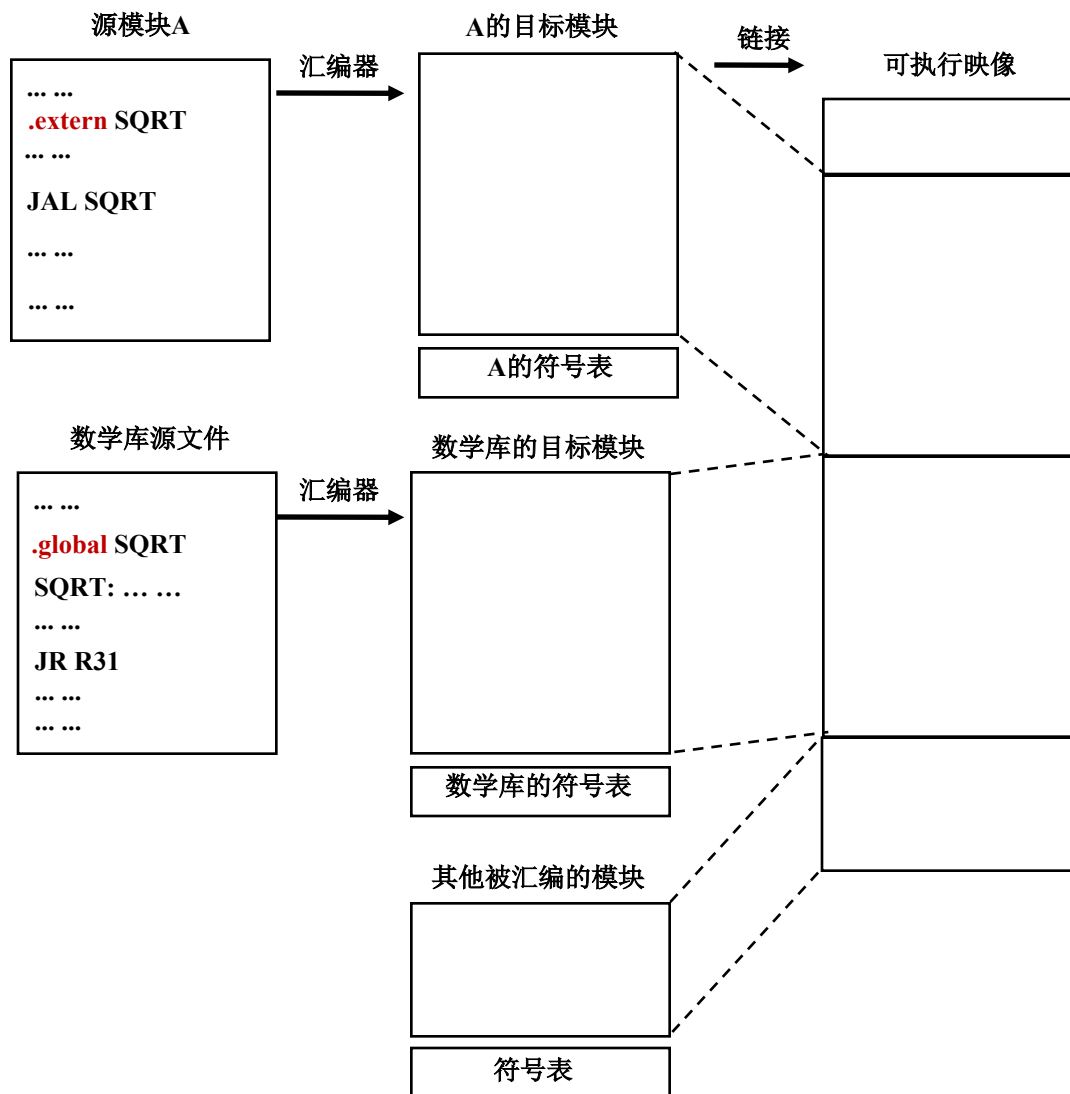 源模块A
... ...
.extern SQRT
... ...
JAL SQRT
... ...
... ...
汇编器
A的目标模块
A的符号表
链接
可执行映像
数学库源文件
... ...
.global SQRT
SQRT: … …
... ...
JR R31
... ...
... ...
汇编器
数学库的目标模块
数学库的符号表
其他被汇编的模块
符号表